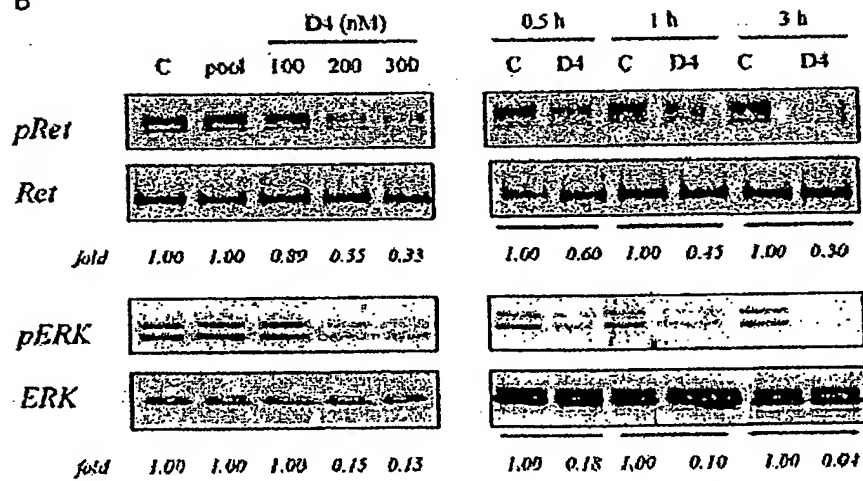 B
D4 (nM) 0.5 h 1 h 3 h
C pool 100 200 300 C D4 C D4 C D4
pRet
Ret
fold 1.00 1.00 0.89 0.35 0.33 1.00 0.60 1.00 0.45 1.00 0.30
pERK
ERK
fold 1.00 1.00 1.00 0.15 0.13 1.00 0.18 1.00 0.10 1.00 0.04